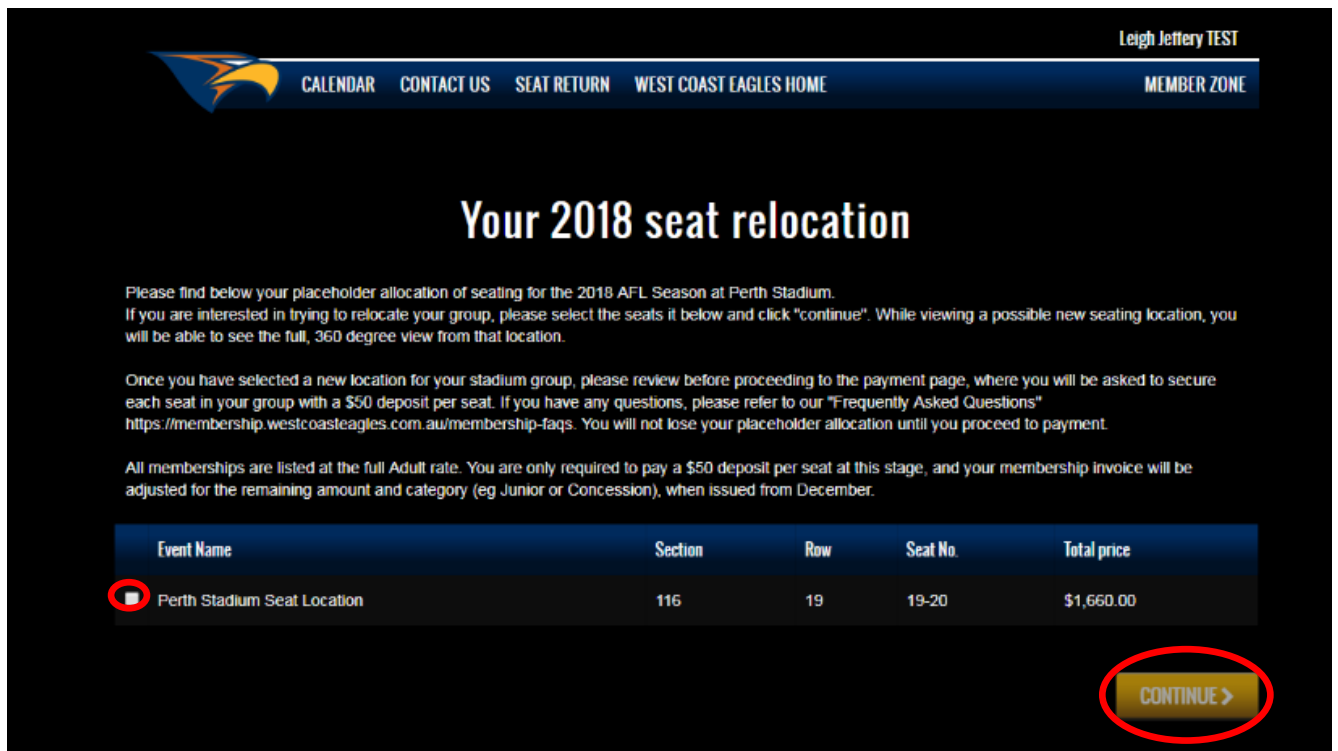 Leigh Jeffery TEST
CALENDAR CONTACT US SEAT RETURN WEST COAST EAGLES HOME MEMBER ZONE
Your 2018 seat relocation
Please find below your placeholder allocation of seating for the 2018 AFL Season at Perth Stadium.
If you are interested in trying to relocate your group, please select the seats it below and click "continue". While viewing a possible new seating location, you
will be able to see the full, 360 degree view from that location.
Once you have selected a new location for your stadium group, please review before proceeding to the payment page, where you will be asked to secure
each seat in your group with a $50 deposit per seat. If you have any questions, please refer to our "Frequently Asked Questions"
https://membership.westcoasteagles.com.au/membership-faqs. You will not lose your placeholder allocation until you proceed to payment.
All memberships are listed at the full Adult rate. You are only required to pay a $50 deposit per seat at this stage, and your membership invoice will be
adjusted for the remaining amount and category (eg Junior or Concession), when issued from December.
Event Name Section Row Seat No. Total price
Perth Stadium Seat Location 116 19 19-20 $1,660.00
CONTINUE >